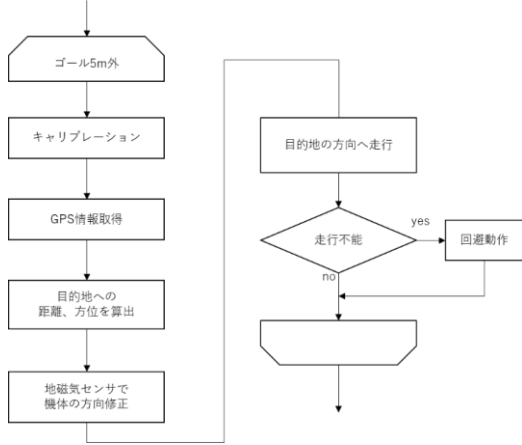 ゴール5m外
キャリブレーション
GPS情報取得
目的地への
距離、方位を算出
地磁気センサで
機体の方向修正
目的地の方向へ走行
走行不能
yes
回避動作
no